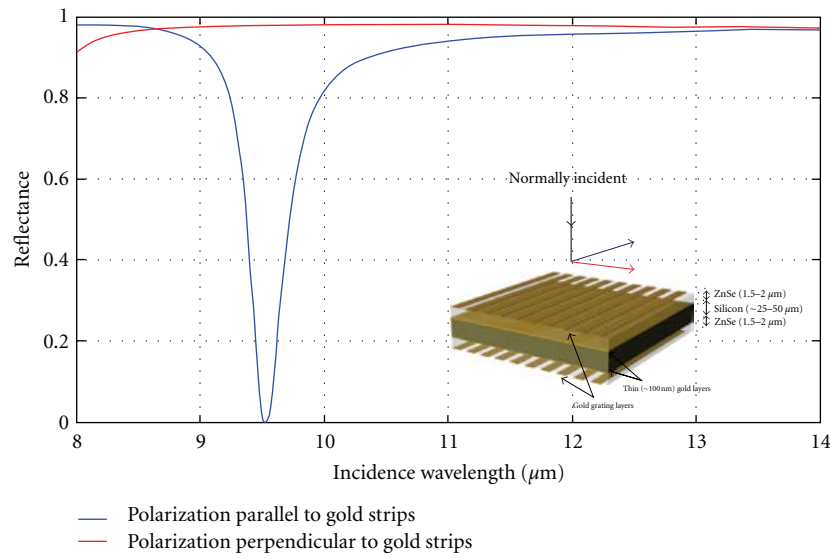 1
0.8
0.6
0.4
0.2
0
Reflectance
8
9
10
11
12
13
14
Incidence wavelength (μm)
Normally incident
ZnSe (1.5–2 μm)
Silicon (~25–50 μm)
ZnSe (1.5–2 μm)
Thin (~100 nm) gold layers
Gold grating layers
Polarization parallel to gold strips
Polarization perpendicular to gold strips